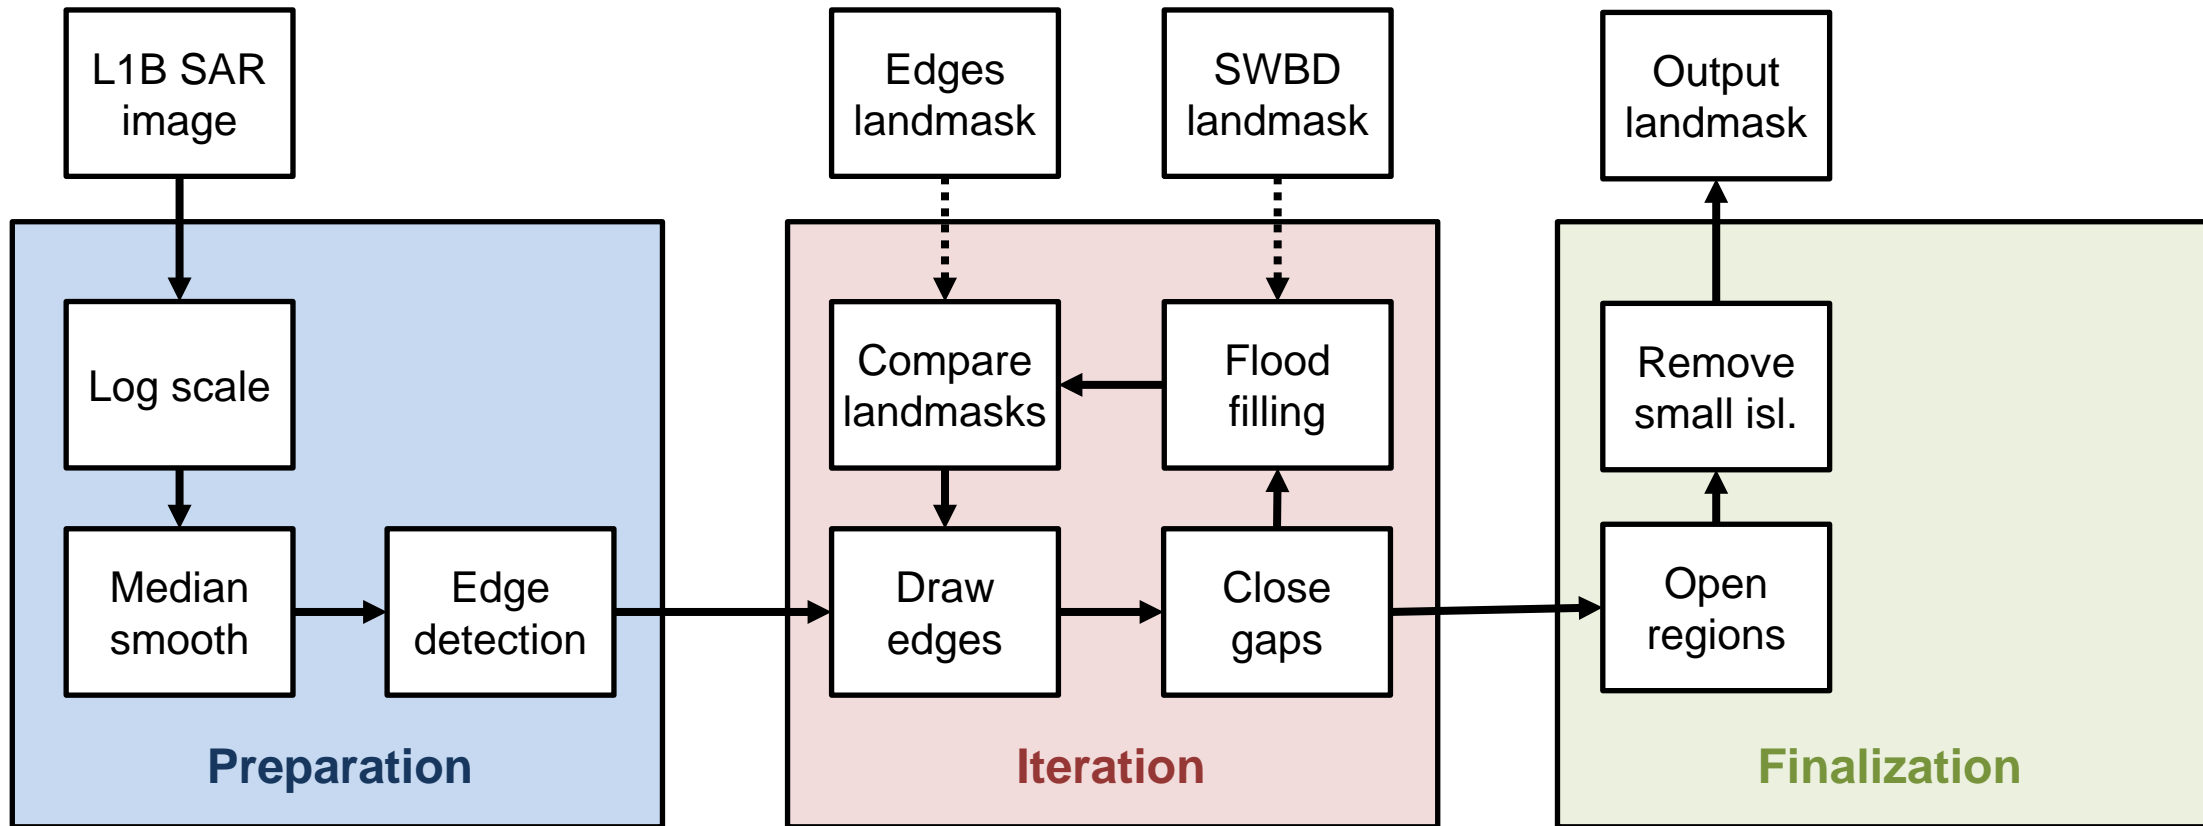 L1B SAR
image
Edges
landmask
SWBD
landmask
Output
landmask
Log scale
Compare
landmasks
Flood
filling
Remove
small isl.
Median
smooth
Edge
detection
Draw
edges
Close
gaps
Open
regions
Preparation
Iteration
Finalization